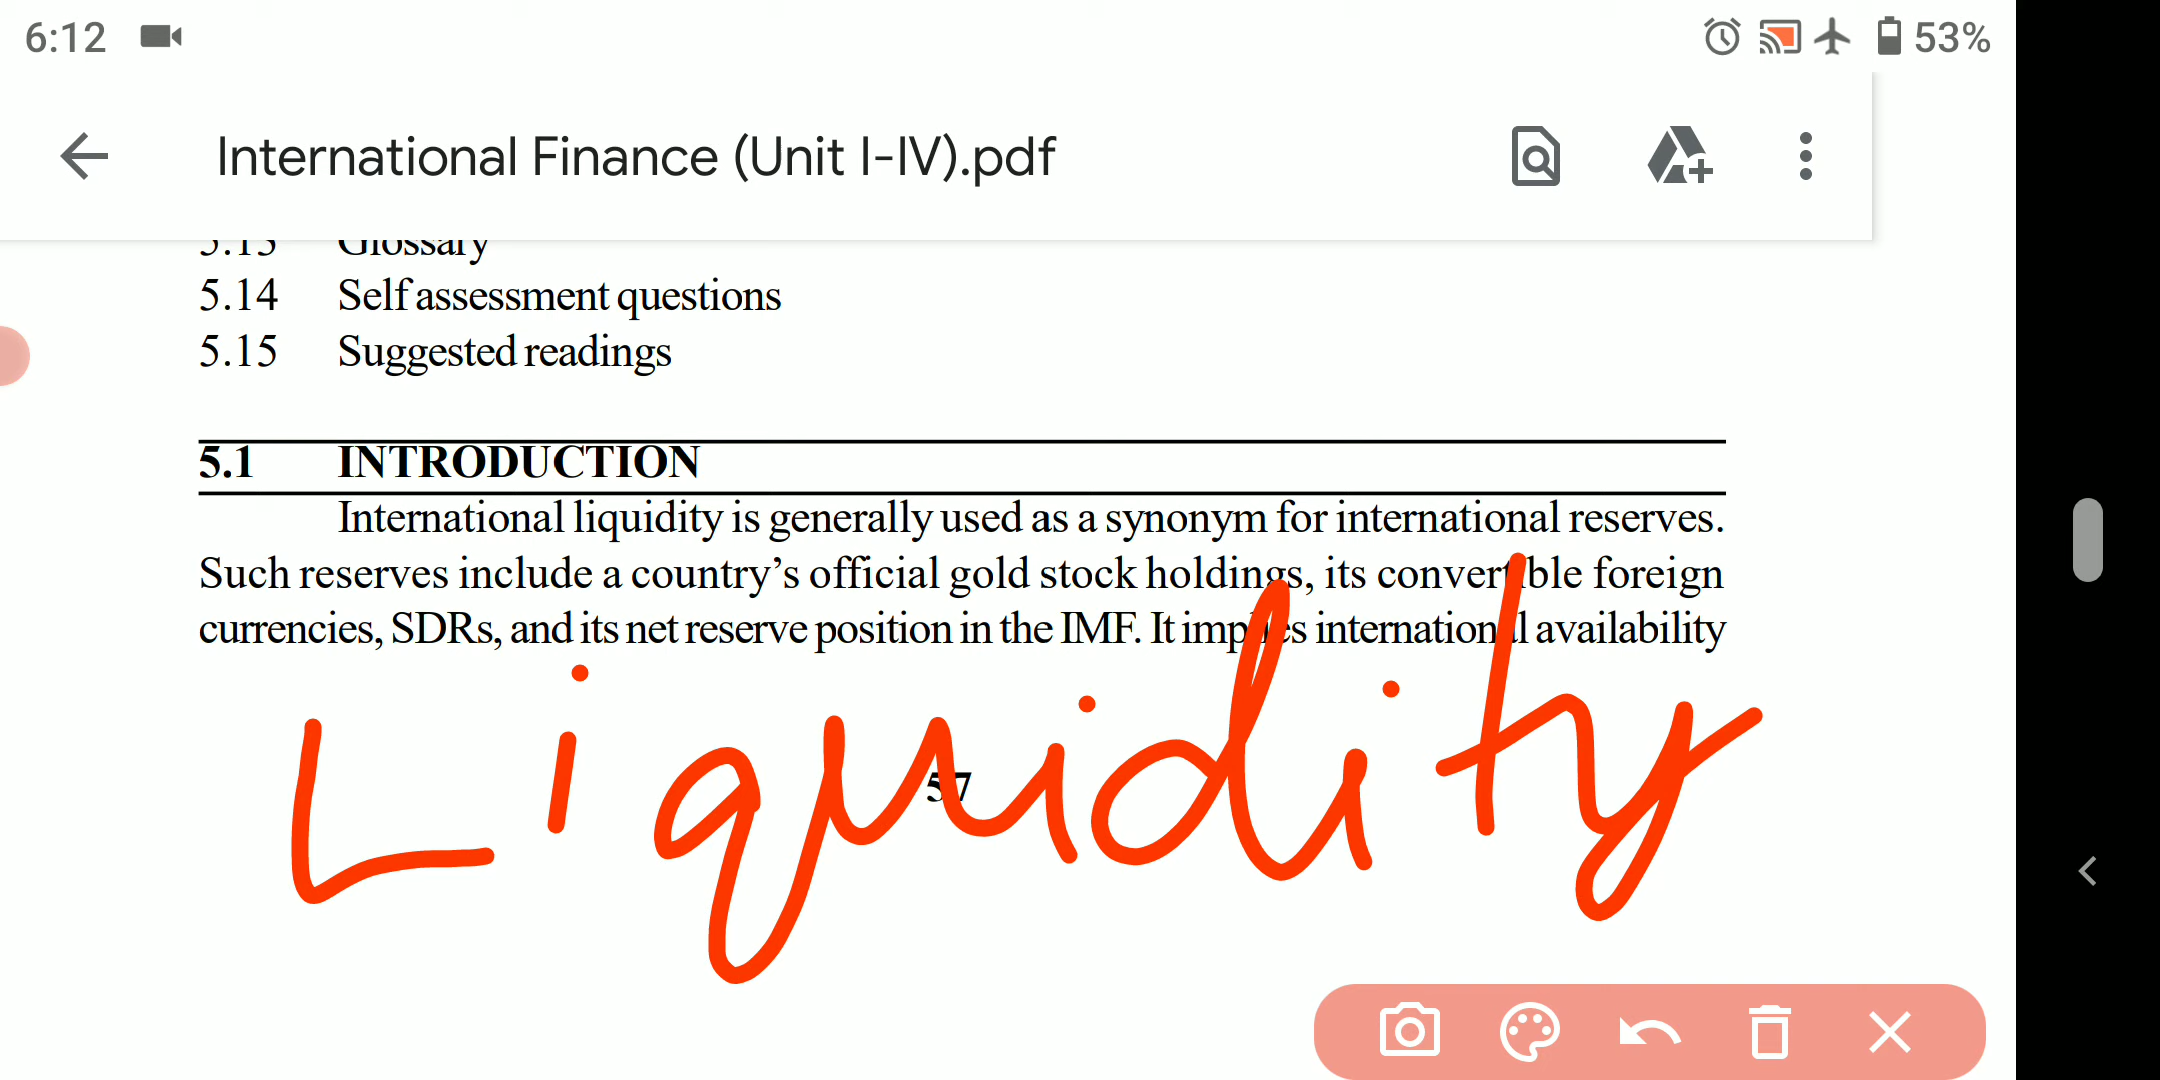 6:12 53%
International Finance (Unit I-IV).pdf
5.13 Glossary
5.14 Self assessment questions
5.15 Suggested readings
5.1 INTRODUCTION
International liquidity is generally used as a synonym for international reserves.
Such reserves include a country's official gold stock holdings, its convertible foreign
currencies, SDRs, and its net reserve position in the IMF. It implies international availability
Liquidity
57